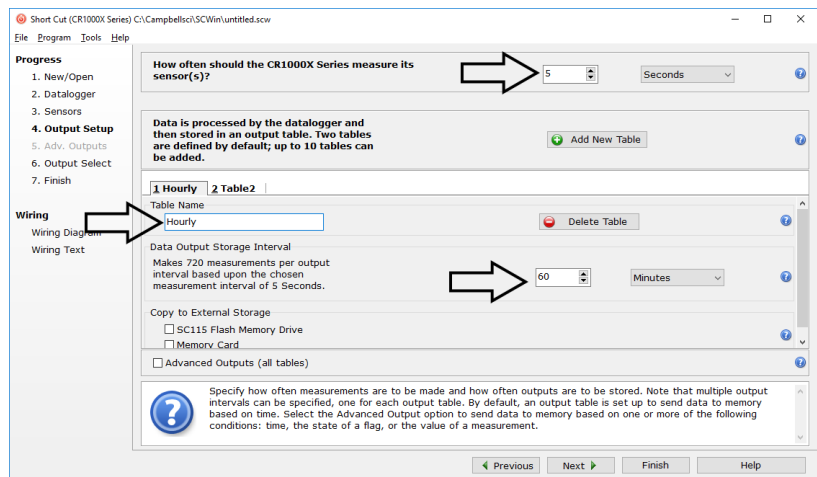 Short Cut (CR1000X Series) C:\Campbellsci\SCWin\untitled.scw
File Program Tools Help
Progress
1. New/Open
2. Datalogger
3. Sensors
4. Output Setup
5. Adv. Outputs
6. Output Select
7. Finish
Wiring
Wiring Diagram
Wiring Text
How often should the CR1000X Series measure its
sensor(s)?
5 Seconds
Data is processed by the datalogger and
then stored in an output table. Two tables
are defined by default; up to 10 tables can
be added.
Add New Table
1 Hourly 2 Table2
Table Name
Hourly
Delete Table
Data Output Storage Interval
Makes 720 measurements per output
interval based upon the chosen
measurement interval of 5 Seconds.
60 Minutes
Copy to External Storage
SC115 Flash Memory Drive
Memory Card
Advanced Outputs (all tables)
Specify how often measurements are to be made and how often outputs are to be stored. Note that multiple output
intervals can be specified, one for each output table. By default, an output table is set up to send data to memory
based on time. Select the Advanced Output option to send data to memory based on one or more of the following
conditions: time, the state of a flag, or the value of a measurement.
Previous Next Finish Help